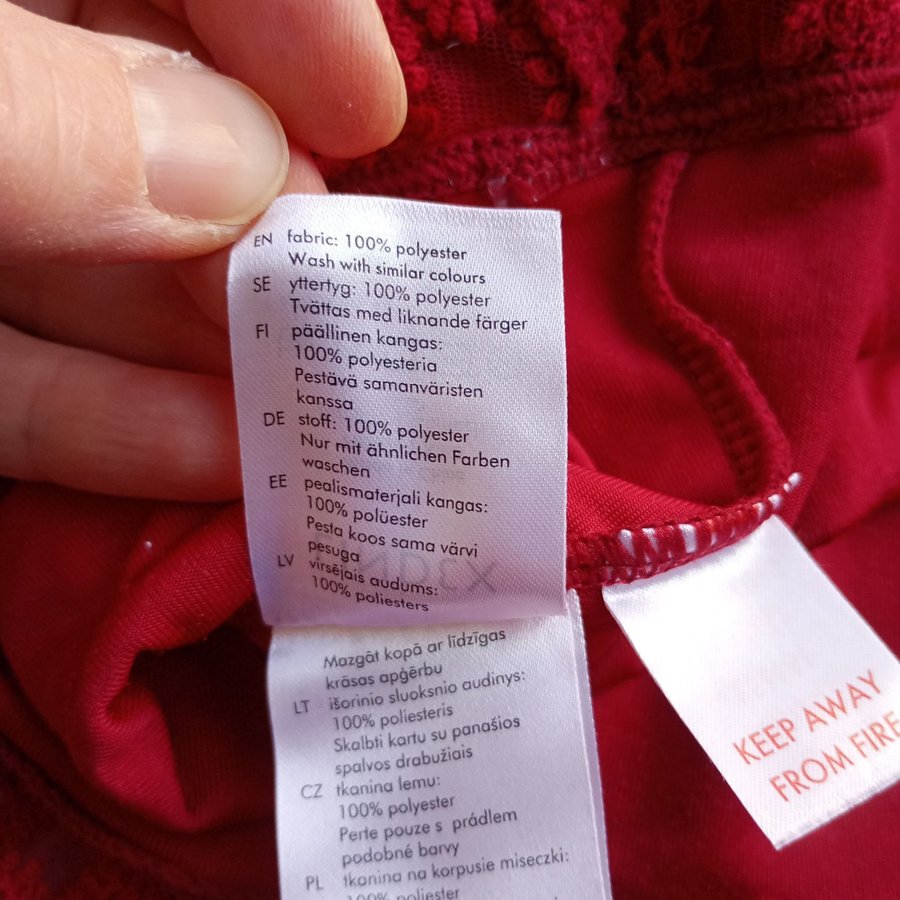 EN fabric: 100% polyester
Wash with similar colours
SE yttertyg: 100% polyester
Tvättas med liknande färger
FI päällinen kangas:
100% polyesteria
Pestävä samanväristen
kanssa
DE stoff: 100% polyester
Nur mit ähnlichen Farben
waschen
EE pealismaterjali kangas:
100% polüester
Pesta koos sama värvi
pesuga
LV virsējais audums:
100% poliesters
Mazgāt kopā ar līdzīgas
krāsas apģērbu
LT išorinio sluoksnio audinys:
100% poliesteris
Skalbti kartu su panašios
spalvos drabužiais
CZ tkanina lemu:
100% polyester
Perte pouze s prádlem
podobné barvy
PL tkanina na korpusie miseczki:
100% poliester
KEEP AWAY
FROM FIRE